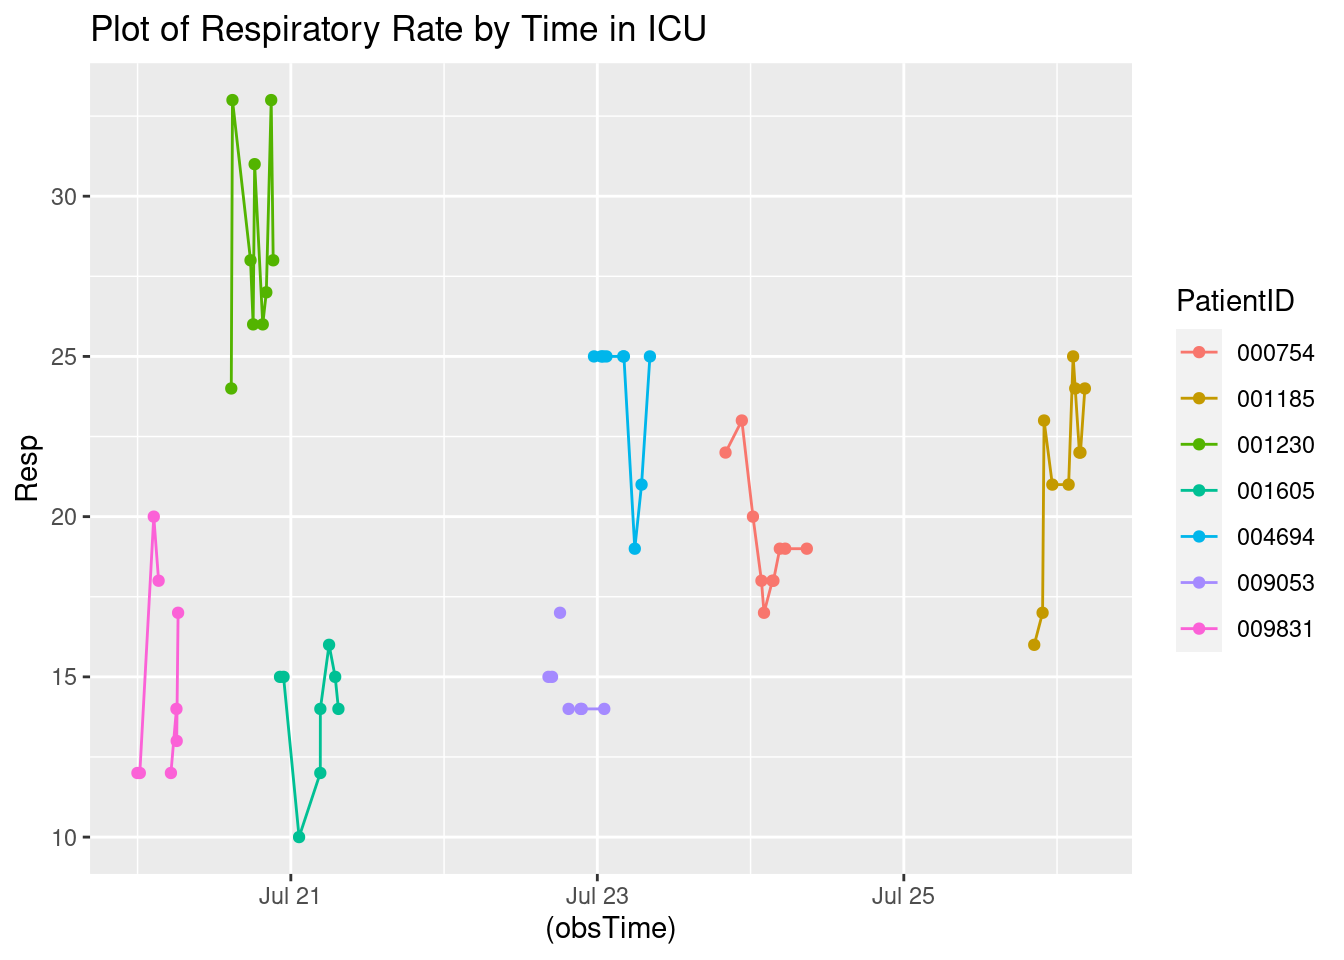 Plot of Respiratory Rate by Time in ICU
Resp
30
25
20
15
10
Jul 21
Jul 23
Jul 25
(obsTime)
PatientID
000754
001185
001230
001605
004694
009053
009831